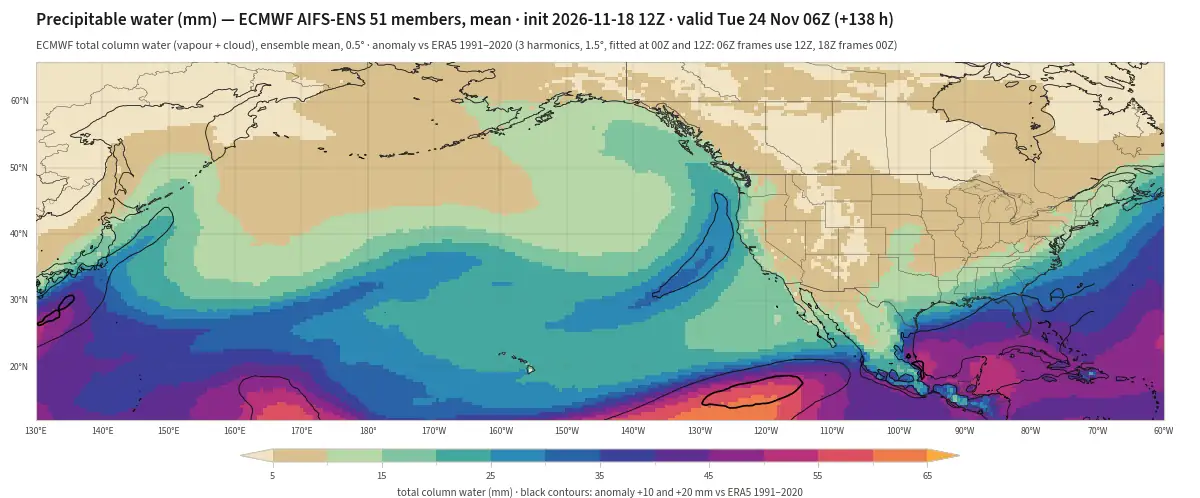 Precipitable water (mm) — ECMWF AIFS-ENS 51 members, mean · init 2026-11-18 12Z · valid Tue 24 Nov 06Z (+138 h)
ECMWF total column water (vapour + cloud), ensemble mean, 0.5° · anomaly vs ERA5 1991–2020 (3 harmonics, 1.5°, fitted at 00Z and 12Z: 06Z frames use 12Z, 18Z frames 00Z)
60°N
50°N
40°N
30°N
20°N
130°E 140°E 150°E 160°E 170°E 180° 170°W 160°W 150°W 140°W 130°W 120°W 110°W 100°W 90°W 80°W 70°W 60°W
5 15 25 35 45 55 65
total column water (mm) · black contours: anomaly +10 and +20 mm vs ERA5 1991–2020